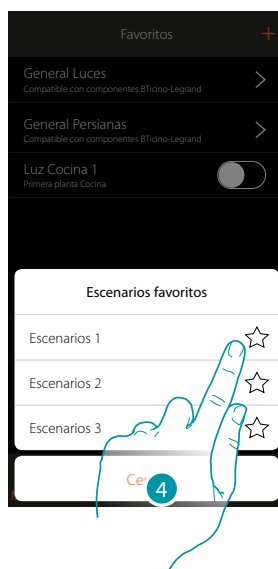 Favoritos
General Luces
Compatible con componentes BTicino-Legrand
General Persianas
Compatible con componentes BTicino-Legrand
Luz Cocina 1
Primera planta Cocina
Escenarios favoritos
Escenarios 1
Escenarios 2
Escenarios 3
4